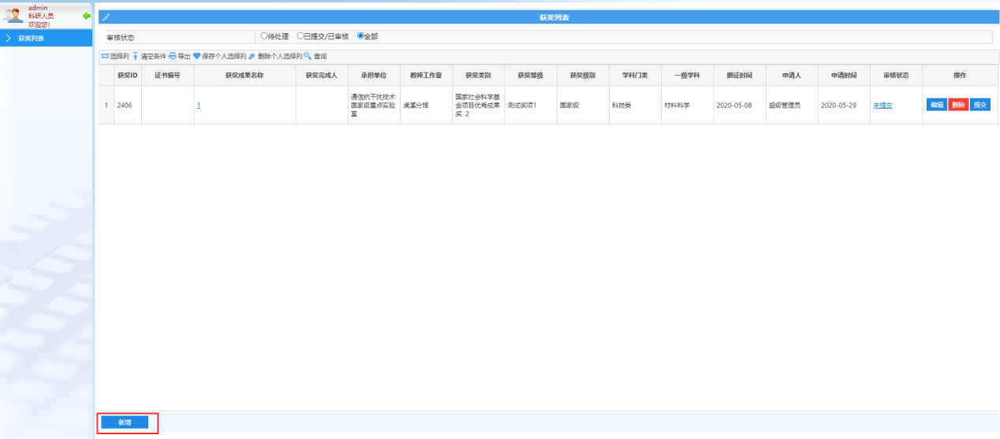 admin
科研人员
欢迎您!
获奖列表
获奖列表
审核状态
待处理 已提交/已审核 全部
选择列 清空条件 导出 保存个人选择列 删除个人选择列 查询
获奖ID 证书编号 获奖成果名称 获奖完成人 承担单位 教师工作室 获奖类别 获奖等级 获奖级别 学科门类 一级学科 颁证时间 申请人 申请时间 审核状态 操作
通信抗干扰技术 国家社会科学基
1 2406 1 国家级重点实验 虎溪分馆 金项目优秀成果 测试奖项1 国家级 科技类 材料科学 2020-05-08 超级管理员 2020-05-29 未提交 编辑 删除 提交
室 奖 2
新增